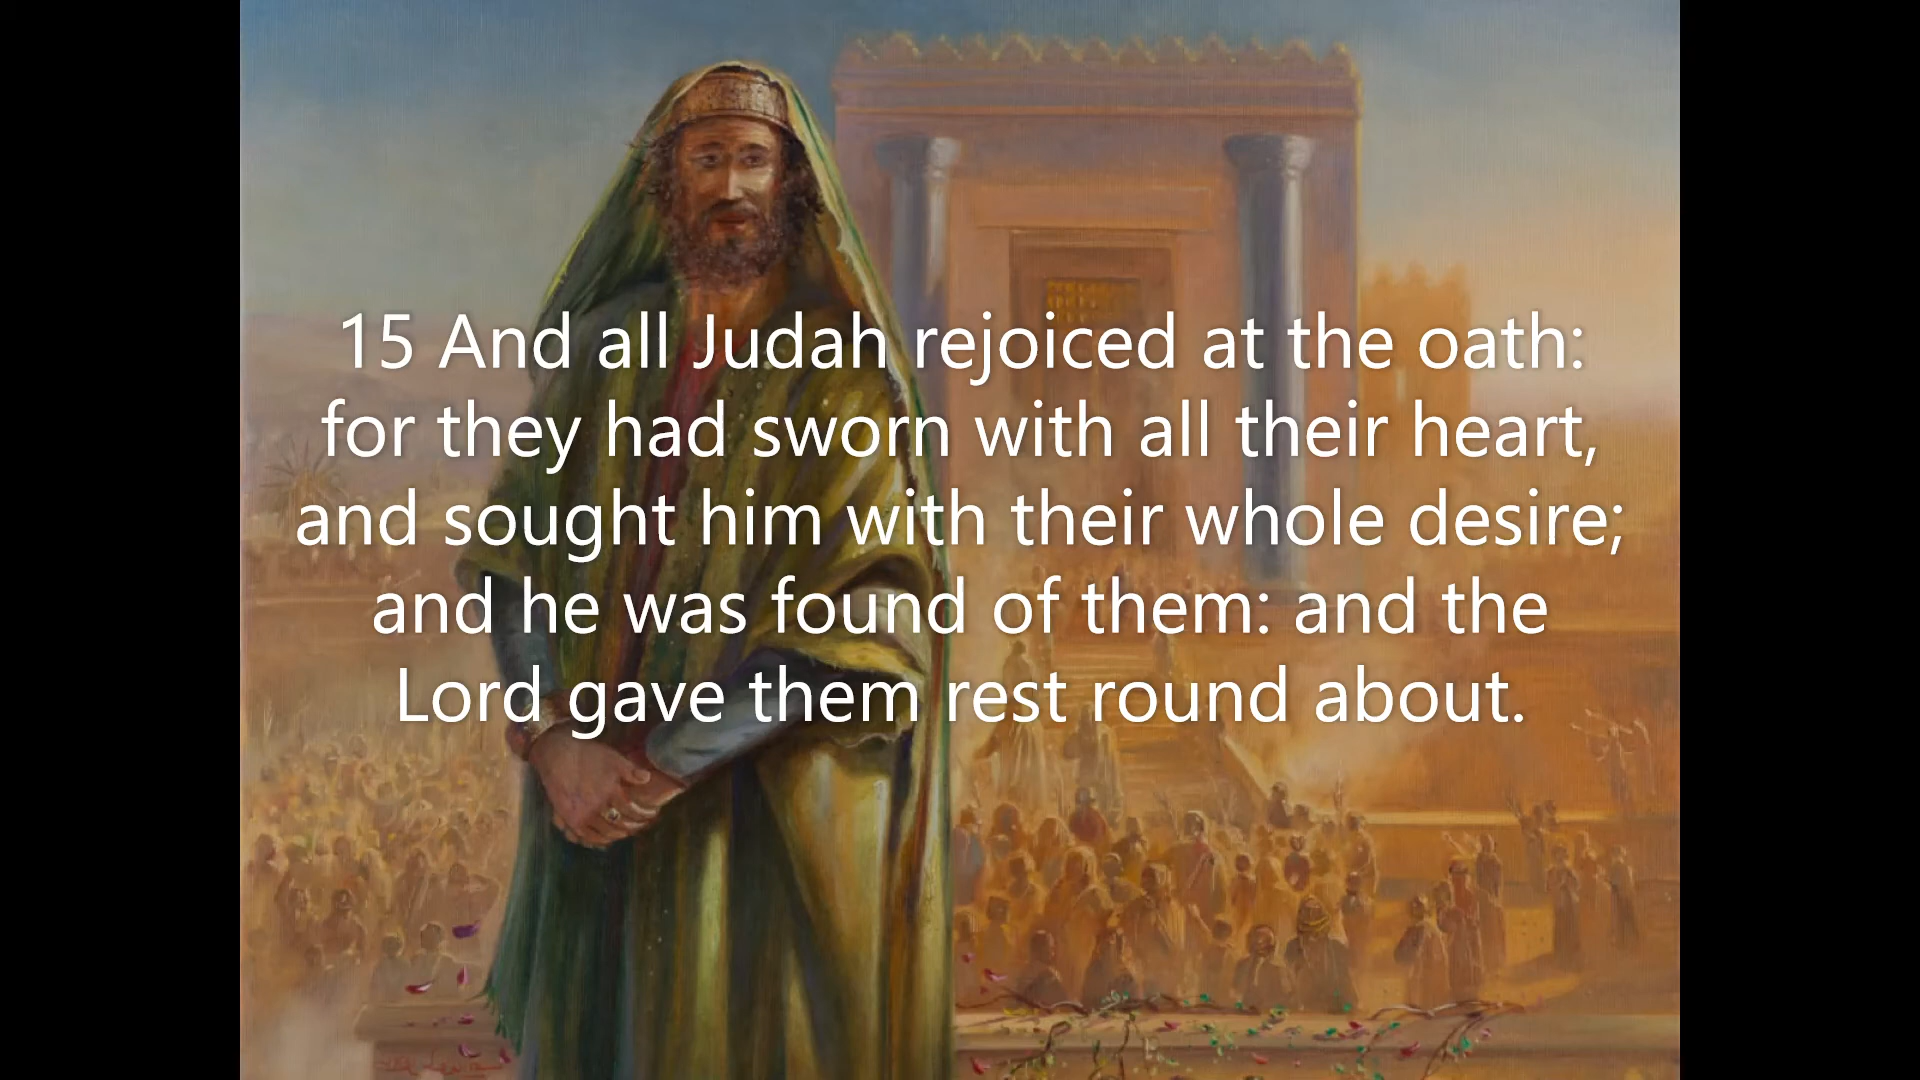 15 And all Judah rejoiced at the oath:
for they had sworn with all their heart,
and sought him with their whole desire;
and he was found of them: and the
Lord gave them rest round about.